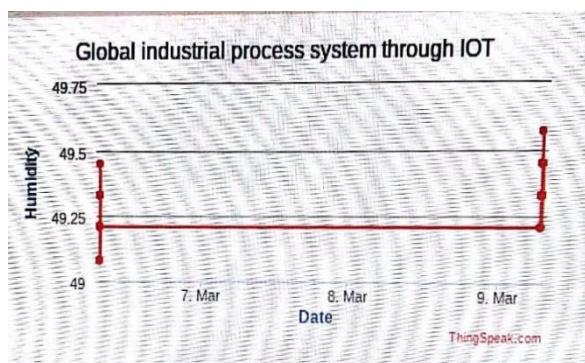 Global industrial process system through IOT
49.75
49.5
49.25
49
Humidity
7. Mar
8. Mar
9. Mar
Date
ThingSpeak.com